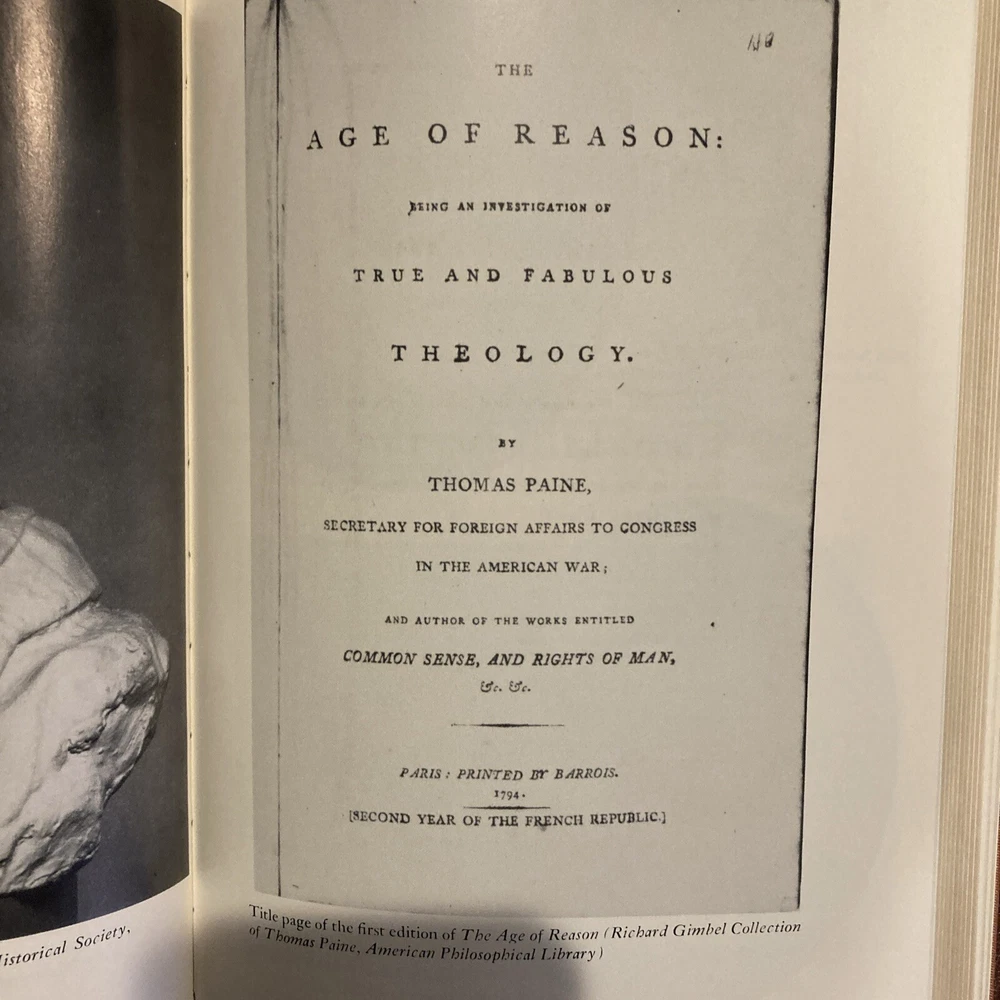 THE
AGE OF REASON:
BEING AN INVESTIGATION OF
TRUE AND FABULOUS
THEOLOGY.
BY
THOMAS PAINE,
SECRETARY FOR FOREIGN AFFAIRS TO CONGRESS
IN THE AMERICAN WAR;
AND AUTHOR OF THE WORKS ENTITLED
COMMON SENSE, AND RIGHTS OF MAN,
&c. &c.
PARIS: PRINTED BY BARROIS.
1794.
[SECOND YEAR OF THE FRENCH REPUBLIC.]
Title page of the first edition of The Age of Reason (Richard Gimbel Collection
of Thomas Paine, American Philosophical Library)
Historical Society,